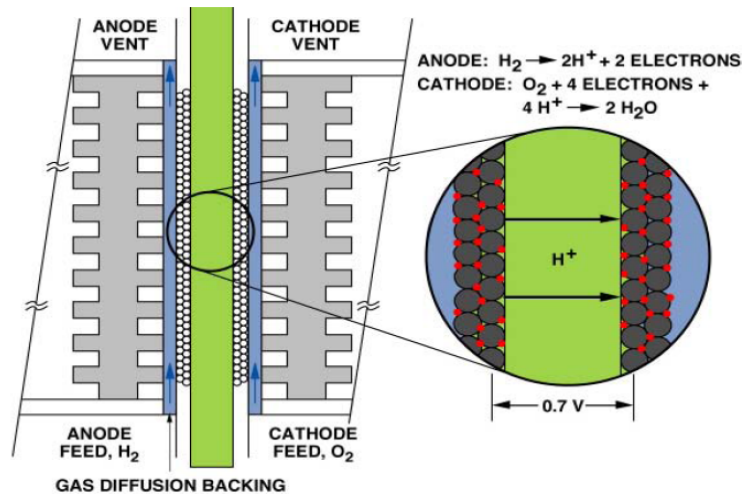 ANODE
VENT
CATHODE
VENT
ANODE: H₂ → 2H⁺ + 2 ELECTRONS
CATHODE: O₂ + 4 ELECTRONS +
4 H⁺ → 2 H₂O
H⁺
0.7 V
ANODE
FEED, H₂
CATHODE
FEED, O₂
GAS DIFFUSION BACKING